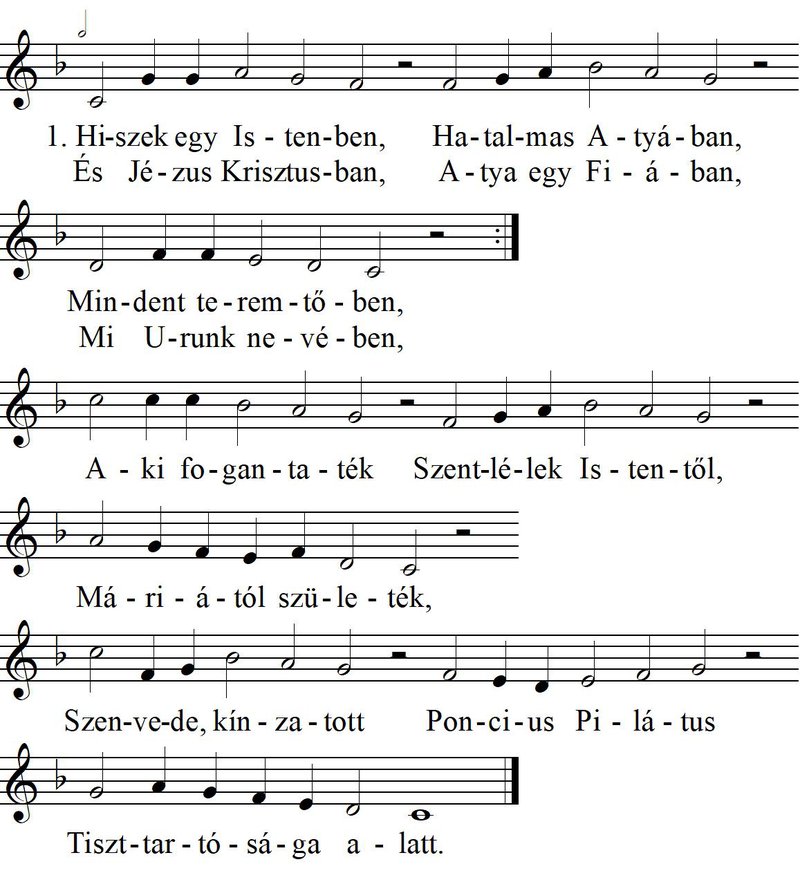 1. Hi-szek egy Is - ten-ben, Ha-tal-mas A - tyá-ban,
És Jé - zus Krisztus-ban, A - tya egy Fi - á - ban,
Min-dent te-rem-tő-ben,
Mi U-runk ne-vé-ben,
A - ki fo-gan-ta-ték Szent-lé-lek Is-ten-től,
Má - ri - á - tól szü-le - ték,
Szen-ve-de, kín-za-tott Pon-ci-us Pi-lá-tus
Tiszt-tar-tó-sá-ga a - latt.